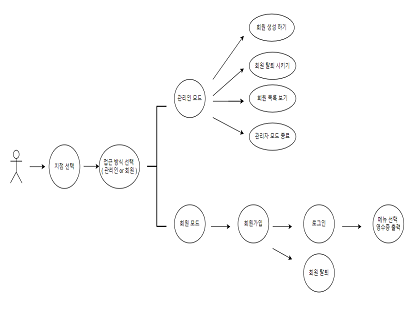 지점 선택
접근 방식 선택
( 관리인 or 회원 )
관리인 모드
회원 생성 하기
회원 탈퇴 시키기
회원 목록 보기
관리자 모드 종료
회원 모드
회원가입
로그인
메뉴 선택
영수증 출력
회원 탈퇴